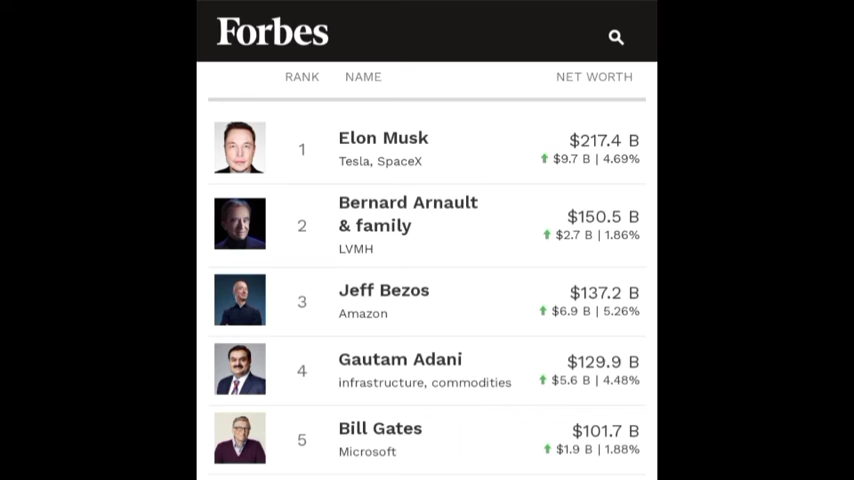 Forbes
RANK NAME NET WORTH
1 Elon Musk $217.4 B
Tesla, SpaceX $9.7 B | 4.69%
Bernard Arnault
2 & family $150.5 B
LVMH $2.7 B | 1.86%
3 Jeff Bezos $137.2 B
Amazon $6.9 B | 5.26%
4 Gautam Adani $129.9 B
infrastructure, commodities $5.6 B | 4.48%
5 Bill Gates $101.7 B
Microsoft $1.9 B | 1.88%